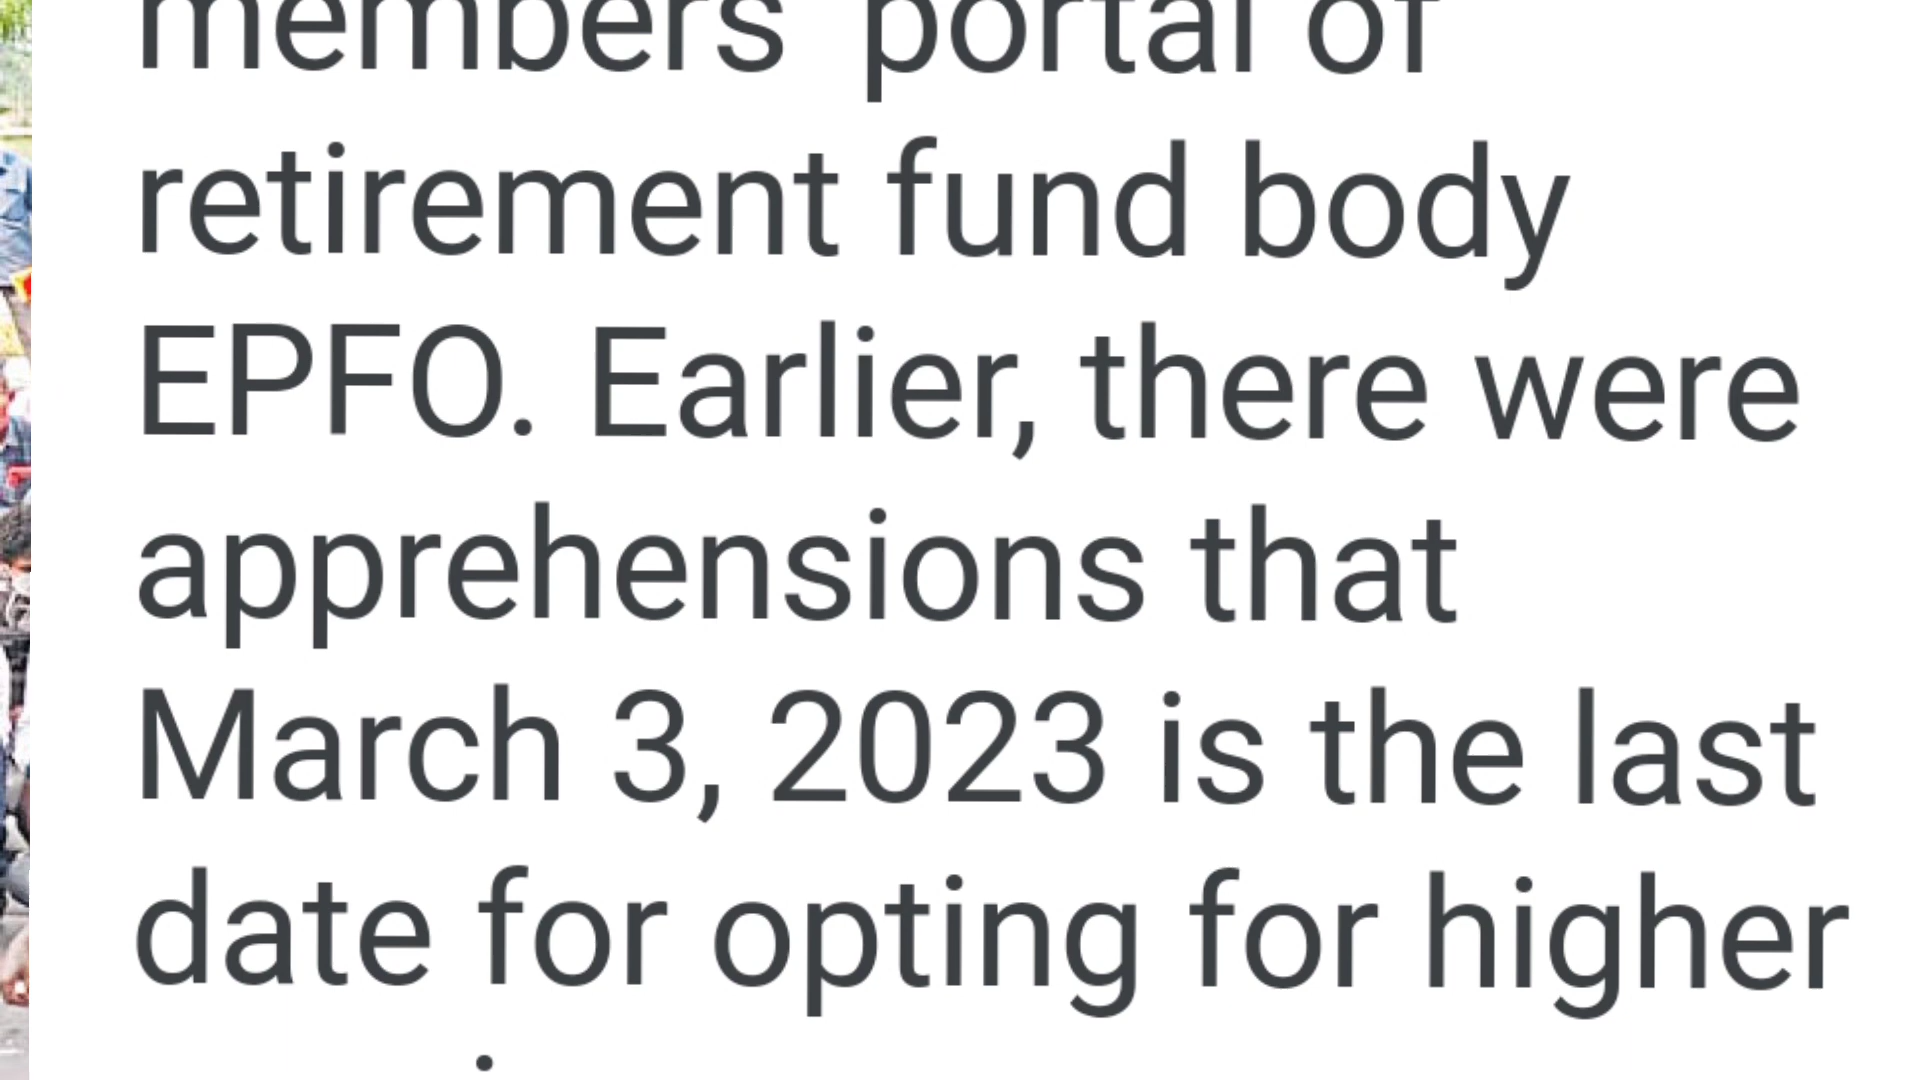 members' portal of
retirement fund body
EPFO. Earlier, there were
apprehensions that
March 3, 2023 is the last
date for opting for higher